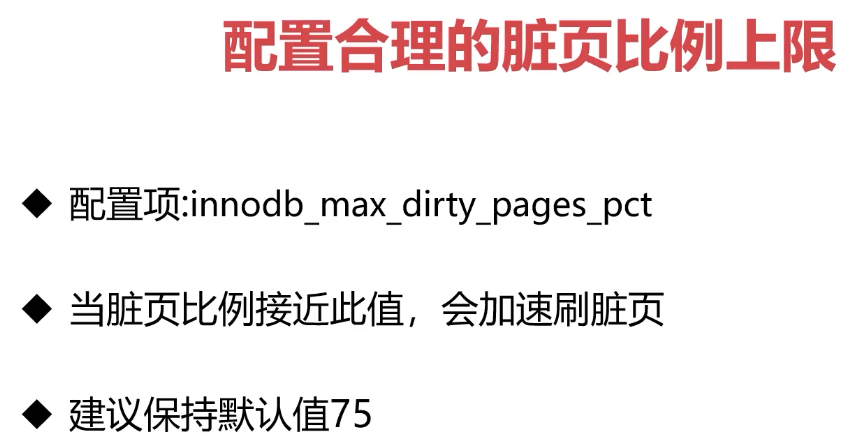 配置合理的脏页比例上限
◆ 配置项:innodb_max_dirty_pages_pct
◆ 当脏页比例接近此值，会加速刷脏页
◆ 建议保持默认值75